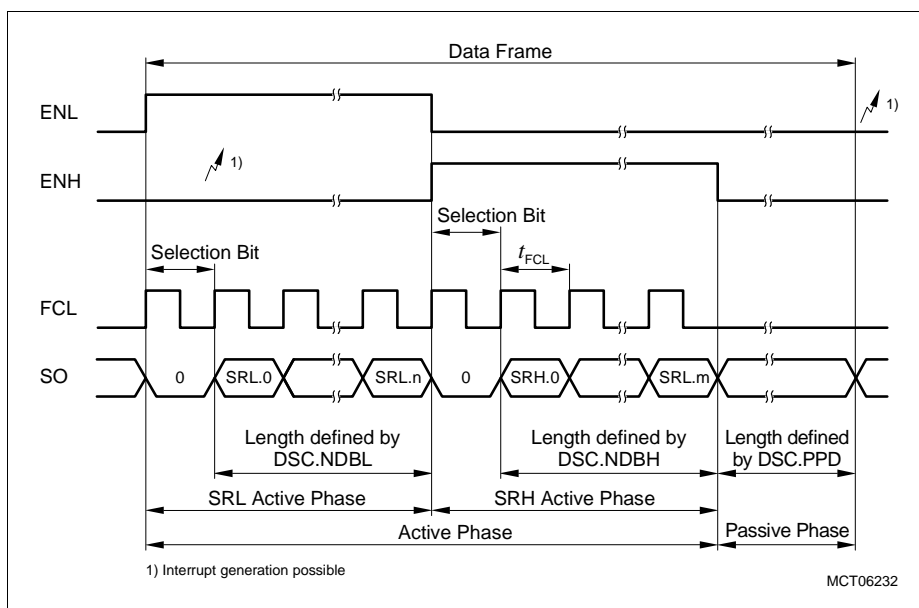 Data Frame
ENL
1)
ENH
1)
Selection Bit
Selection Bit
tFCL
FCL
SO
0
SRL.0
SRL.n
0
SRH.0
SRL.m
Length defined by
DSC.NDBL
Length defined by
DSC.NDBH
Length defined
by DSC.PPD
SRL Active Phase
SRH Active Phase
Active Phase
Passive Phase
1) Interrupt generation possible
MCT06232